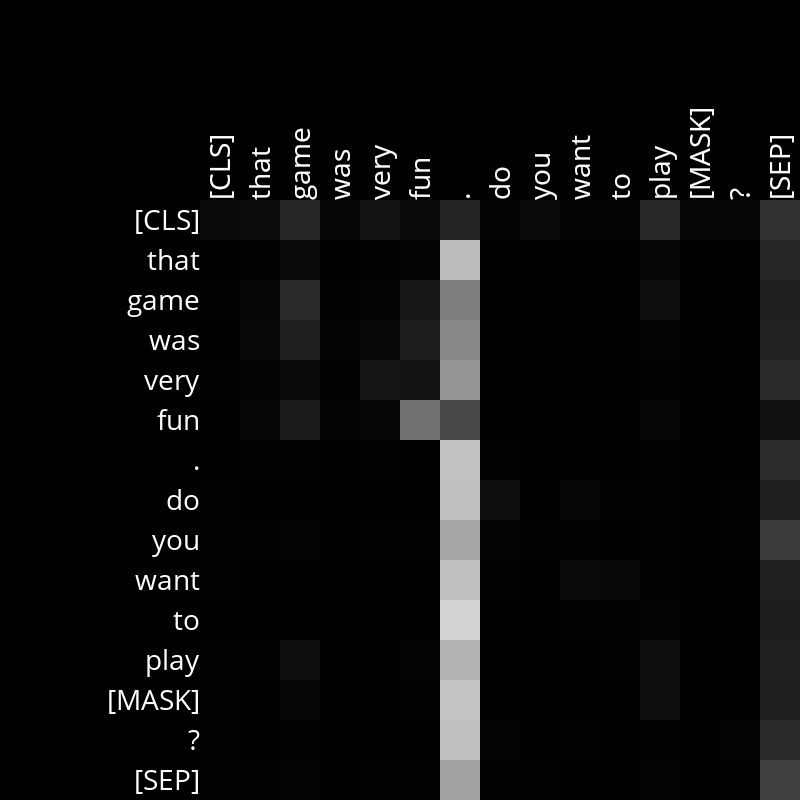 [CLS] that game was very fun . do you want to play [MASK] ? [SEP]
[CLS]
that
game
was
very
fun
.
do
you
want
to
play
[MASK]
?
[SEP]